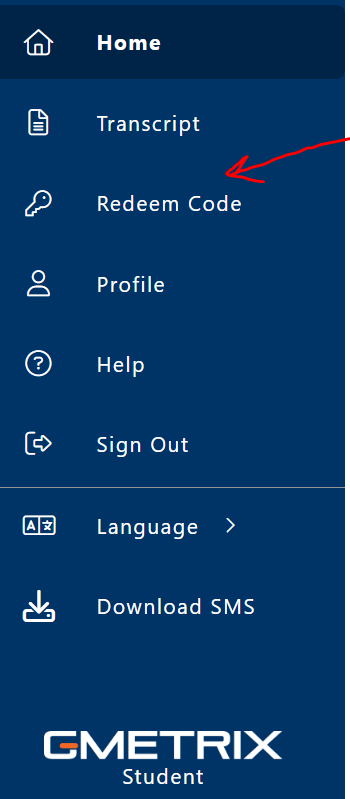 Home
Transcript
Redeem Code
Profile
Help
Sign Out
Language
Download SMS
GMETRIX
Student